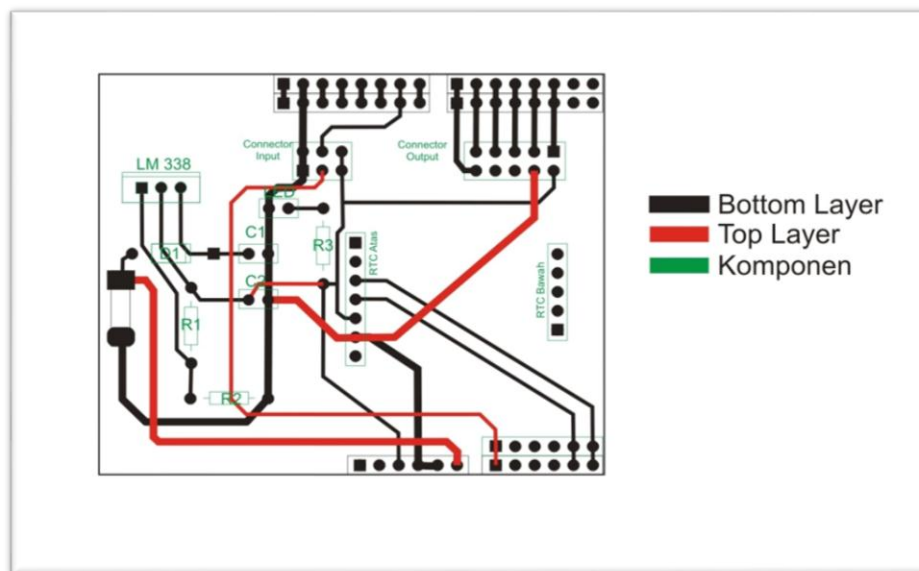 Connector
Input
Connector
Output
LM 338
LED
D1
C1
R3
RTC Atas
C2
RTC Bawah
R1
R2
Bottom Layer
Top Layer
Komponen